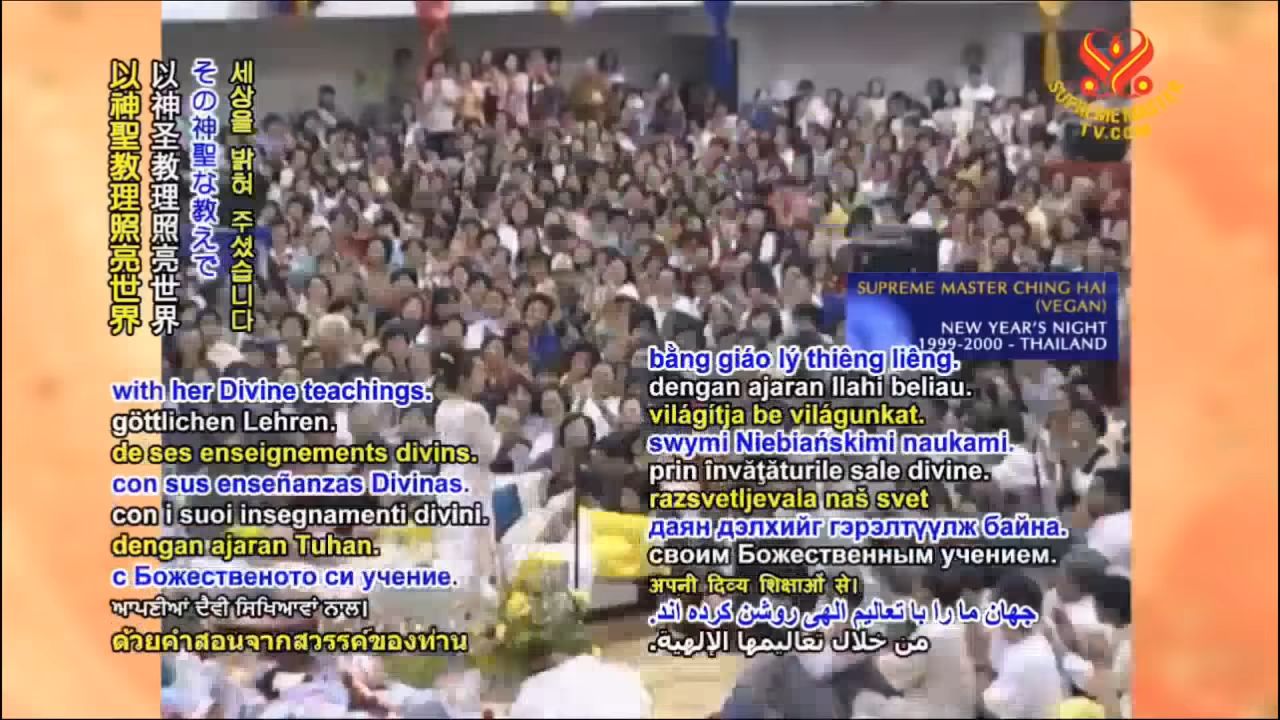 세상을 밝혀 주셨습니다
その神聖な教えで
以神圣教理照亮世界
以神聖教理照亮世界
SUPREME MASTER
TV.COM
SUPREME MASTER CHING HAI
(VEGAN)
NEW YEAR'S NIGHT
1999-2000 - THAILAND
with her Divine teachings.
göttlichen Lehren.
de ses enseignements divins.
con sus enseñanzas Divinas.
con i suoi insegnamenti divini.
dengan ajaran Tuhan.
с Божественото си учение.
ਆਪਣੀਆਂ ਦੈਵੀ ਸਿਖਿਆਵਾਂ ਨਾਲ।
ด้วยคำสอนจากสวรรค์ของท่าน
bằng giáo lý thiêng liêng.
dengan ajaran Ilahi beliau.
világítja be világunkat.
swymi Niebiańskimi naukami.
prin învăţăturile sale divine.
razsvetljevala naš svet
даян дэлхийг гэрэлтүүлж байна.
своим Божественным учением.
अपनी दिव्य शिक्षाओं से।
جهان ما را با تعالیم الهی روشن کرده اند.
من خلال تعاليمها الإلهية.